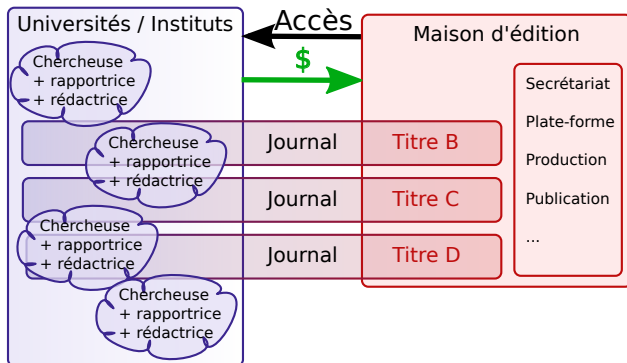 Universités / Instituts
Accès
$
Maison d'édition
Chercheuse
+ rapportrice
+ rédactrice
Secrétariat
Plate-forme
Production
Publication
...
Journal
Titre B
Chercheuse
+ rapportrice
+ rédactrice
Journal
Titre C
Chercheuse
+ rapportrice
+ rédactrice
Journal
Titre D
Chercheuse
+ rapportrice
+ rédactrice